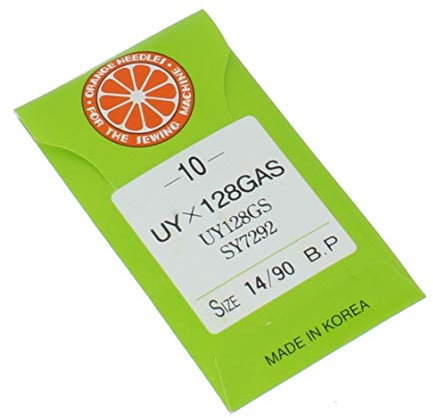 · ORANGE NEEDLES ·
FOR THE SEWING MACHINE
—10—
UY×128GAS
UY128GS
SY7292
SIZE 14/90 B.P
MADE IN KOREA